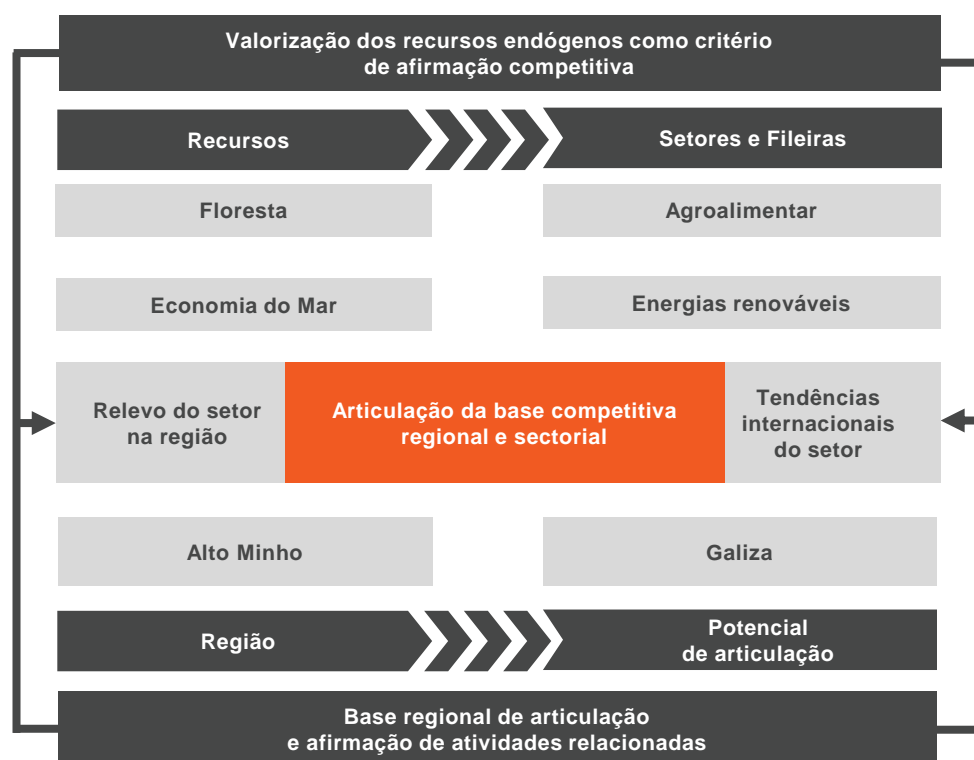 Valorização dos recursos endógenos como critério
de afirmação competitiva
Recursos
Setores e Fileiras
Floresta
Agroalimentar
Economia do Mar
Energias renováveis
Relevo do setor
na região
Articulação da base competitiva
regional e sectorial
Tendências
internacionais
do setor
Alto Minho
Galiza
Região
Potencial
de articulação
Base regional de articulação
e afirmação de atividades relacionadas